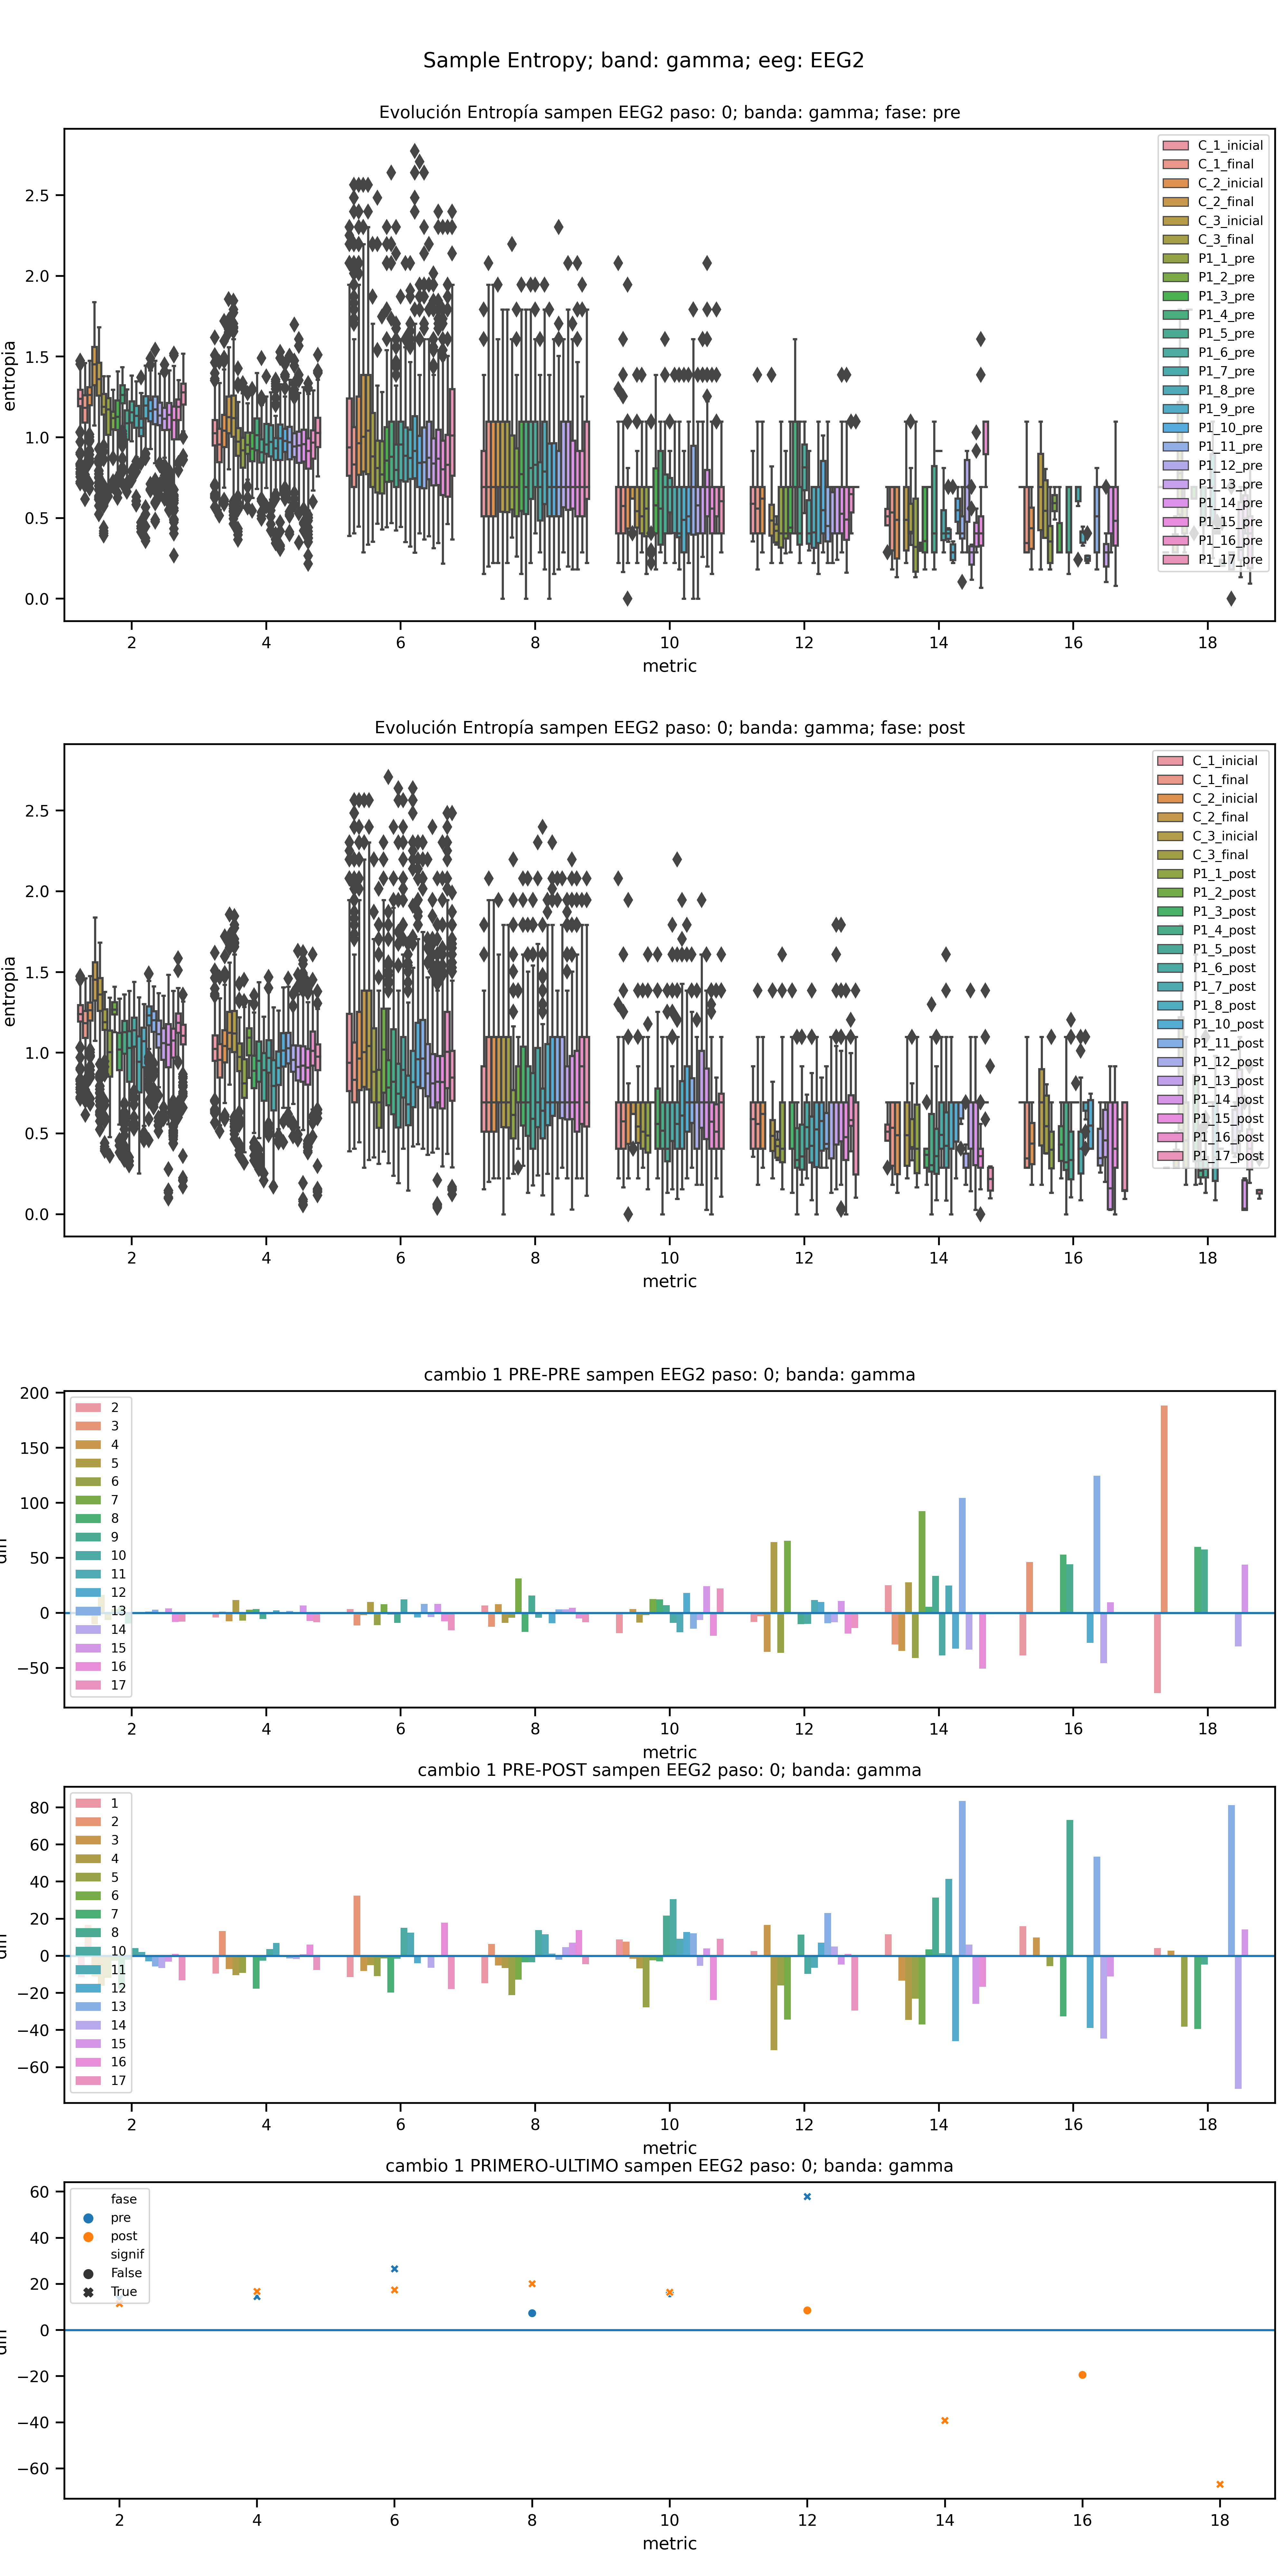 Sample Entropy; band: gamma; eeg: EEG2
Evolución Entropía sampen EEG2 paso: 0; banda: gamma; fase: pre
entropia
2.5
2.0
1.5
1.0
0.5
0.0
C_1_inicial
C_1_final
C_2_inicial
C_2_final
C_3_inicial
C_3_final
P1_1_pre
P1_2_pre
P1_3_pre
P1_4_pre
P1_5_pre
P1_6_pre
P1_7_pre
P1_8_pre
P1_9_pre
P1_10_pre
P1_11_pre
P1_12_pre
P1_13_pre
P1_14_pre
P1_15_pre
P1_16_pre
P1_17_pre
2 4 6 8 10 12 14 16 18
metric
Evolución Entropía sampen EEG2 paso: 0; banda: gamma; fase: post
entropia
2.5
2.0
1.5
1.0
0.5
0.0
C_1_inicial
C_1_final
C_2_inicial
C_2_final
C_3_inicial
C_3_final
P1_1_post
P1_2_post
P1_3_post
P1_4_post
P1_5_post
P1_6_post
P1_7_post
P1_8_post
P1_10_post
P1_11_post
P1_12_post
P1_13_post
P1_14_post
P1_15_post
P1_16_post
P1_17_post
2 4 6 8 10 12 14 16 18
metric
cambio 1 PRE-PRE sampen EEG2 paso: 0; banda: gamma
200
150
100
50
0
−50
2
3
4
5
6
7
8
9
10
11
12
13
14
15
16
17
2 4 6 8 10 12 14 16 18
metric
cambio 1 PRE-POST sampen EEG2 paso: 0; banda: gamma
80
60
40
20
0
−20
−40
−60
1
2
3
4
5
6
7
8
10
11
12
13
14
15
16
17
2 4 6 8 10 12 14 16 18
metric
cambio 1 PRIMERO-ULTIMO sampen EEG2 paso: 0; banda: gamma
60
40
20
0
−20
−40
−60
fase
pre
post
signif
False
True
2 4 6 8 10 12 14 16 18
metric